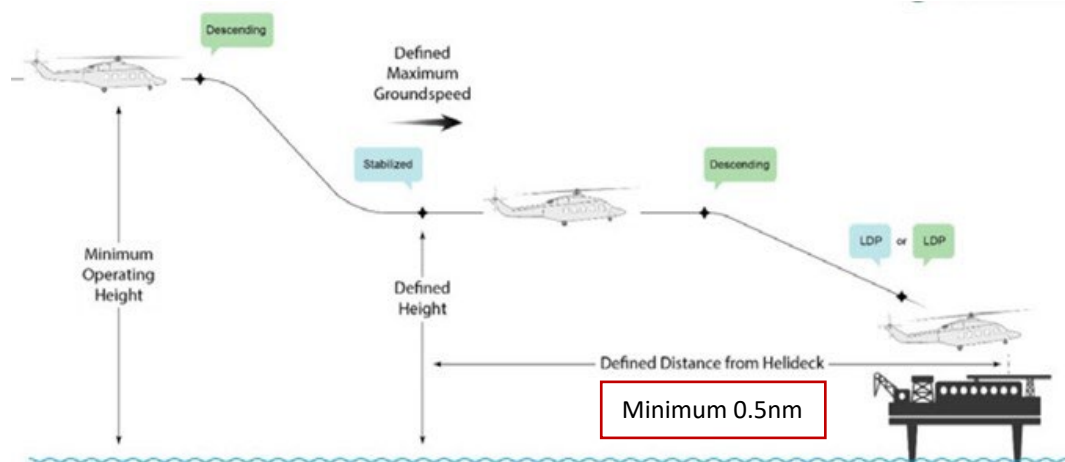 Descending
Defined
Maximum
Groundspeed
Stabilized
Descending
LDP or LDP
Minimum
Operating
Height
Defined
Height
Defined Distance from Helideck
Minimum 0.5nm